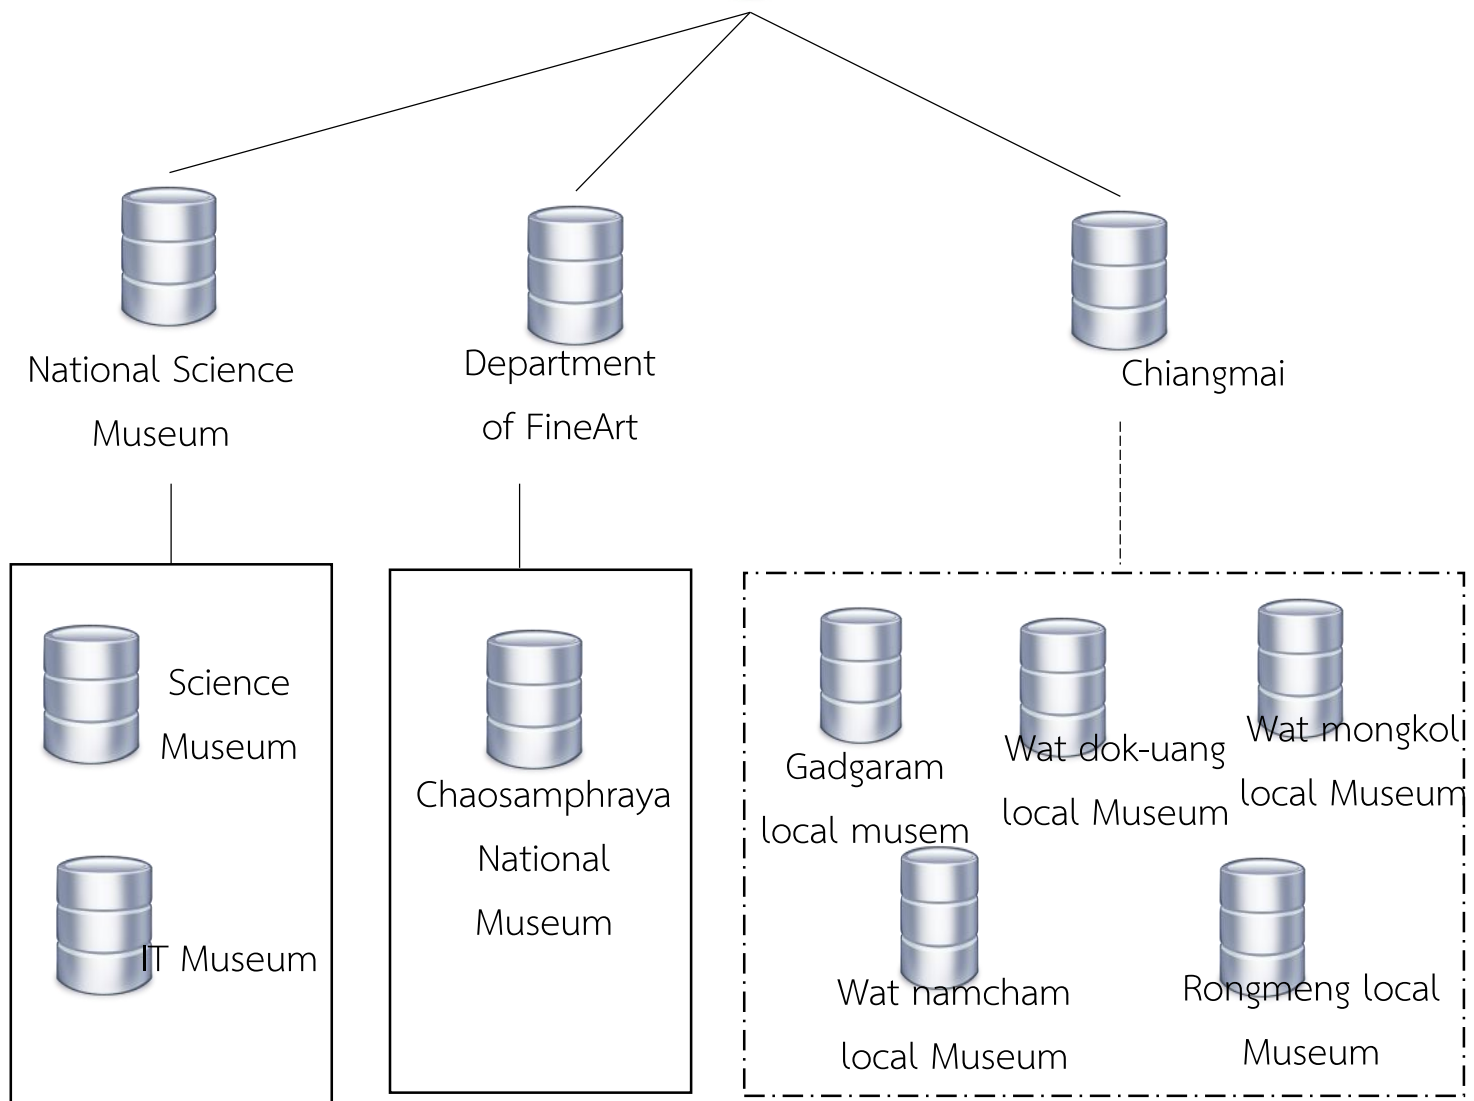 National Science
Museum
Department
of FineArt
Chiangmai
Science
Museum
IT Museum
Chaosamphraya
National
Museum
Gadgaram
local musem
Wat dok-uang
local Museum
Wat mongkol
local Museum
Wat namcham
local Museum
Rongmeng local
Museum